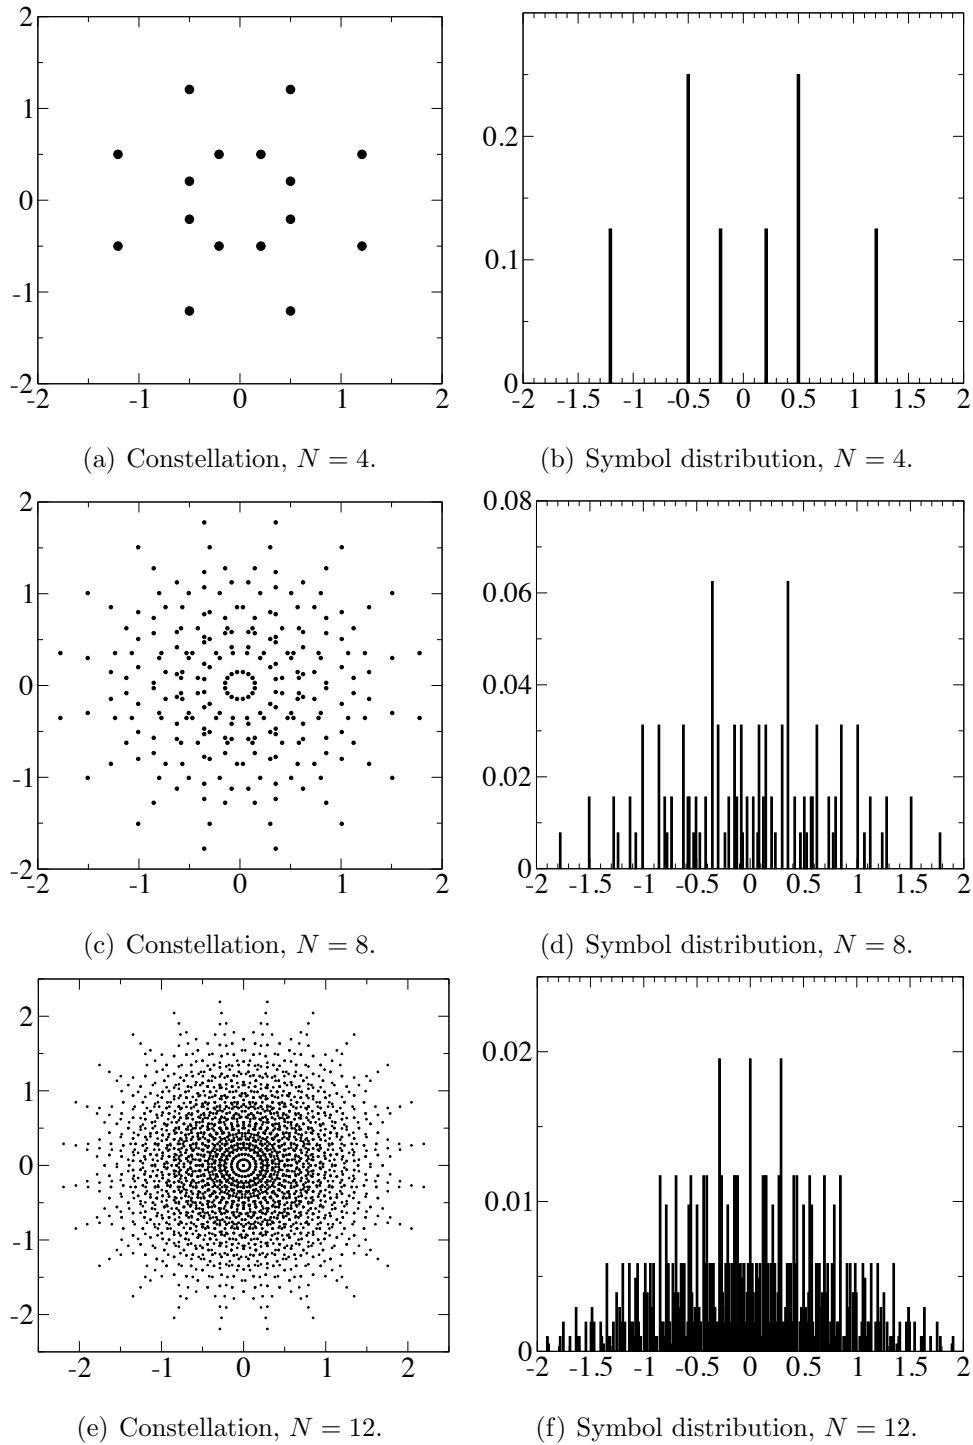 2
1
0
-1
-2
-2 -1 0 1 2
0.2
0.1
0
-2 -1.5 -1 -0.5 0 0.5 1 1.5 2
(a) Constellation, N = 4.
(b) Symbol distribution, N = 4.
2
1
0
-1
-2
-2 -1 0 1 2
0.08
0.06
0.04
0.02
0
-2 -1.5 -1 -0.5 0 0.5 1 1.5 2
(c) Constellation, N = 8.
(d) Symbol distribution, N = 8.
2
1
0
-1
-2
-2 -1 0 1 2
0.02
0.01
0
-2 -1.5 -1 -0.5 0 0.5 1 1.5 2
(e) Constellation, N = 12.
(f) Symbol distribution, N = 12.